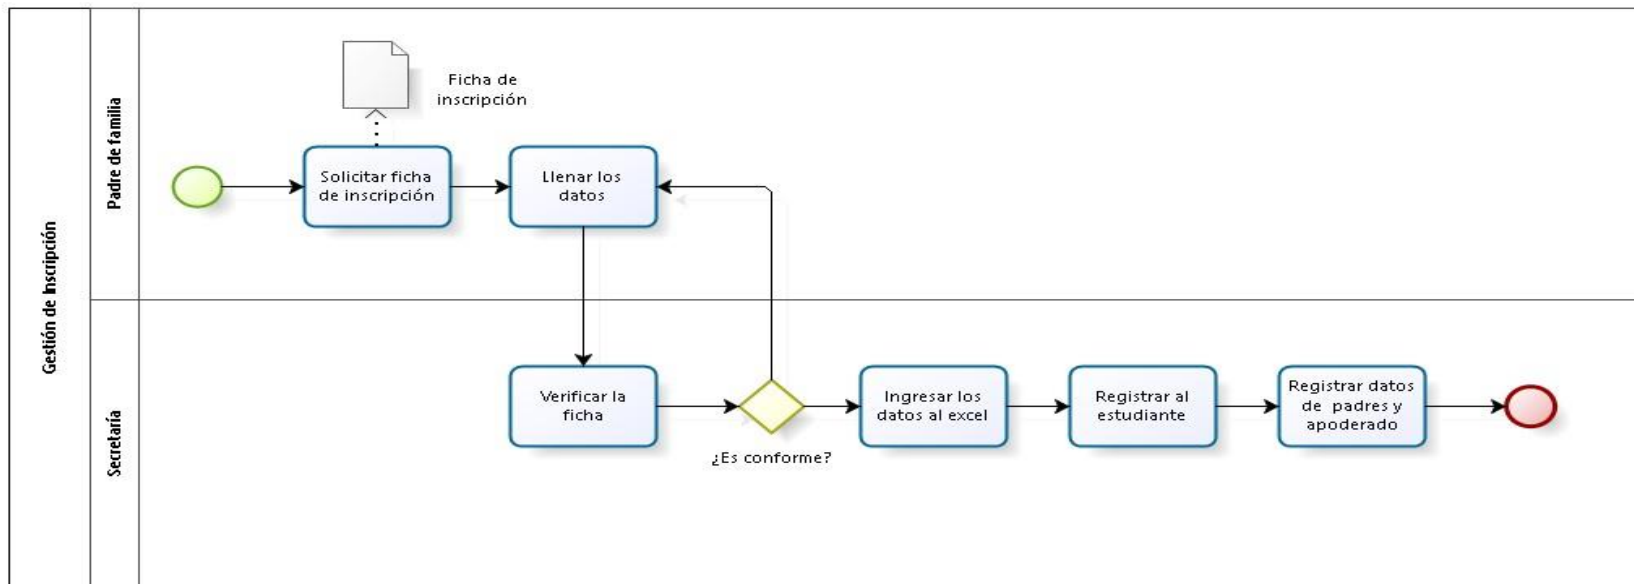 Gestión de Inscripción
Padre de familia
Ficha de
inscripción
Solicitar ficha
de inscripción
Llenar los
datos
Secretaría
Verificar la
ficha
¿Es conforme?
Ingresar los
datos al excel
Registrar al
estudiante
Registrar datos
de padres y
apoderado